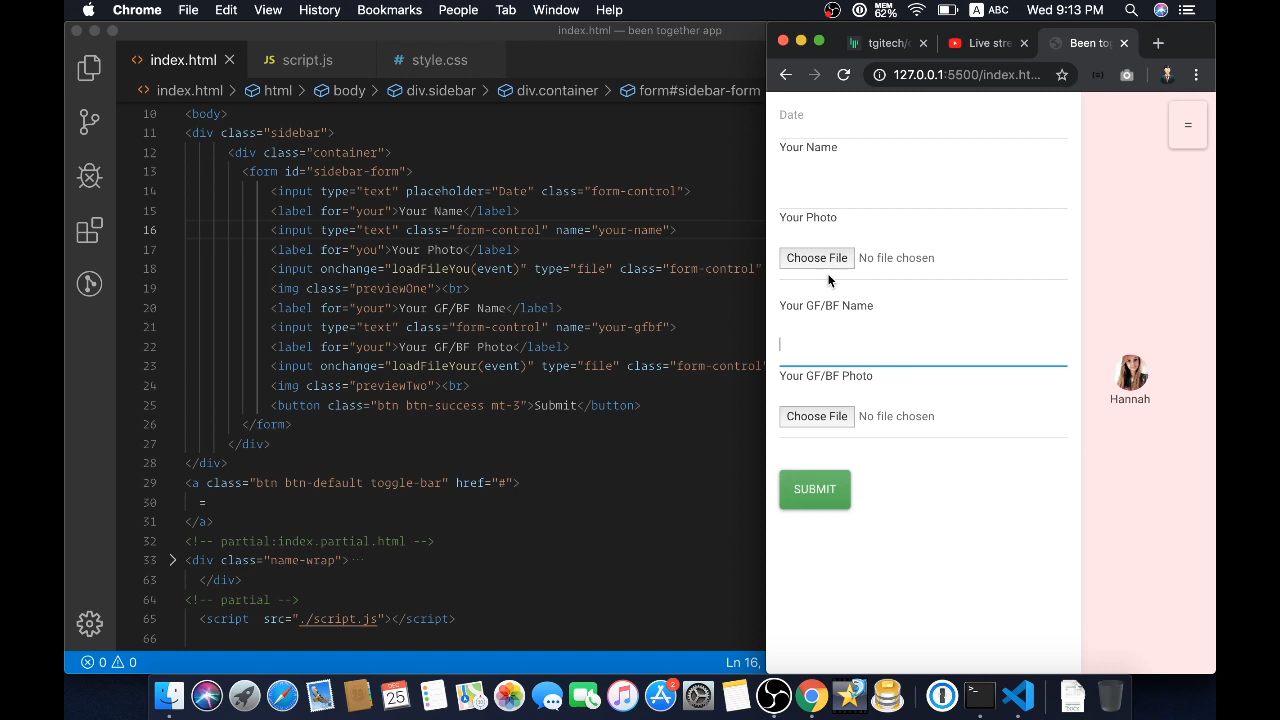 Chrome File Edit View History Bookmarks People Tab Window Help MEM 62% A ABC Wed 9:13 PM
index.html — been together app
index.html
JS script.js
# style.css
index.html > html > body > div.sidebar > div.container > form#sidebar-form
10 <body>
11 <div class="sidebar">
12 <div class="container">
13 <form id="sidebar-form">
14 <input type="text" placeholder="Date" class="form-control">
15 <label for="your">Your Name</label>
16 <input type="text" class="form-control" name="your-name">
17 <label for="you">Your Photo</label>
18 <input onchange="loadFileYou(event)" type="file" class="form-control"
19 <img class="previewOne"><br>
20 <label for="your">Your GF/BF Name</label>
21 <input type="text" class="form-control" name="your-gfbf">
22 <label for="your">Your GF/BF Photo</label>
23 <input onchange="loadFileYour(event)" type="file" class="form-control"
24 <img class="previewTwo"><br>
25 <button class="btn btn-success mt-3">Submit</button>
26 </form>
27 </div>
28 </div>
29 <a class="btn btn-default toggle-bar" href="#">
30 =
31 </a>
32 <!-- partial:index.partial.html -->
33 <div class="name-wrap">…
63 </div>
64 <!-- partial -->
65 <script src="./script.js"></script>
66
0 0
Ln 16,
tgitech/
Live stre
Been tog
127.0.0.1:5500/index.ht...
Date
Your Name
Your Photo
Choose File No file chosen
Your GF/BF Name
Your GF/BF Photo
Choose File No file chosen
SUBMIT
=
Hannah
SEP
25
2